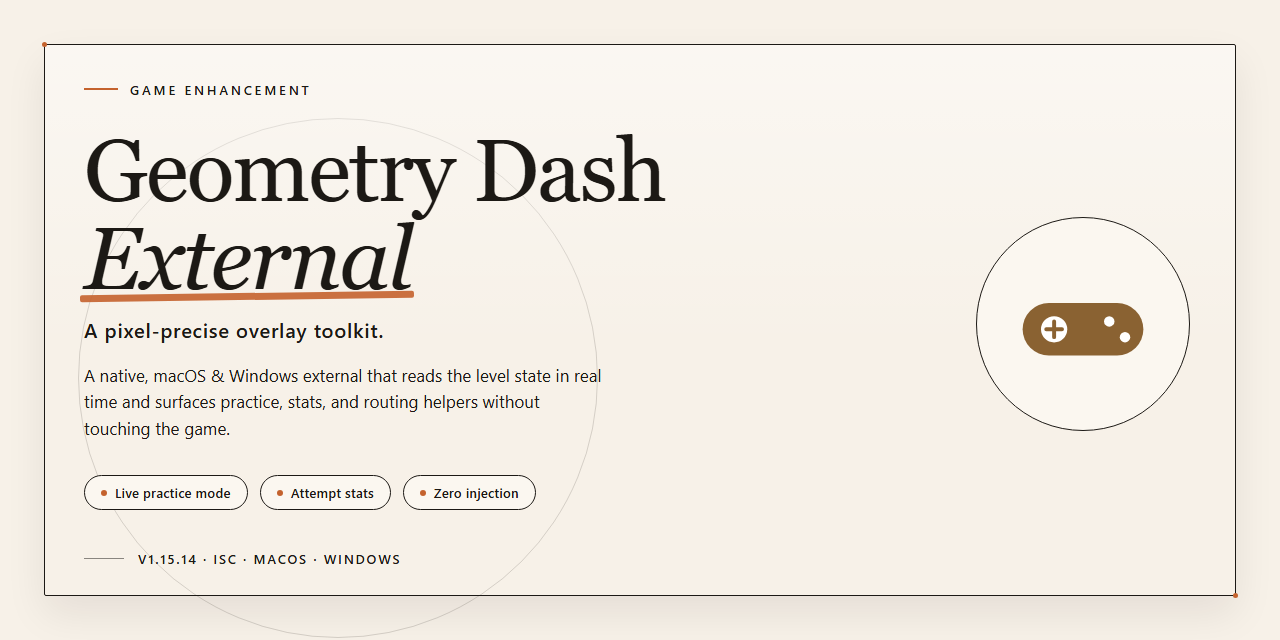 GAME ENHANCEMENT
Geometry Dash
External
A pixel-precise overlay toolkit.
A native, macOS & Windows external that reads the level state in real
time and surfaces practice, stats, and routing helpers without
touching the game.
Live practice mode
Attempt stats
Zero injection
V1.15.14 · ISC · MACOS · WINDOWS